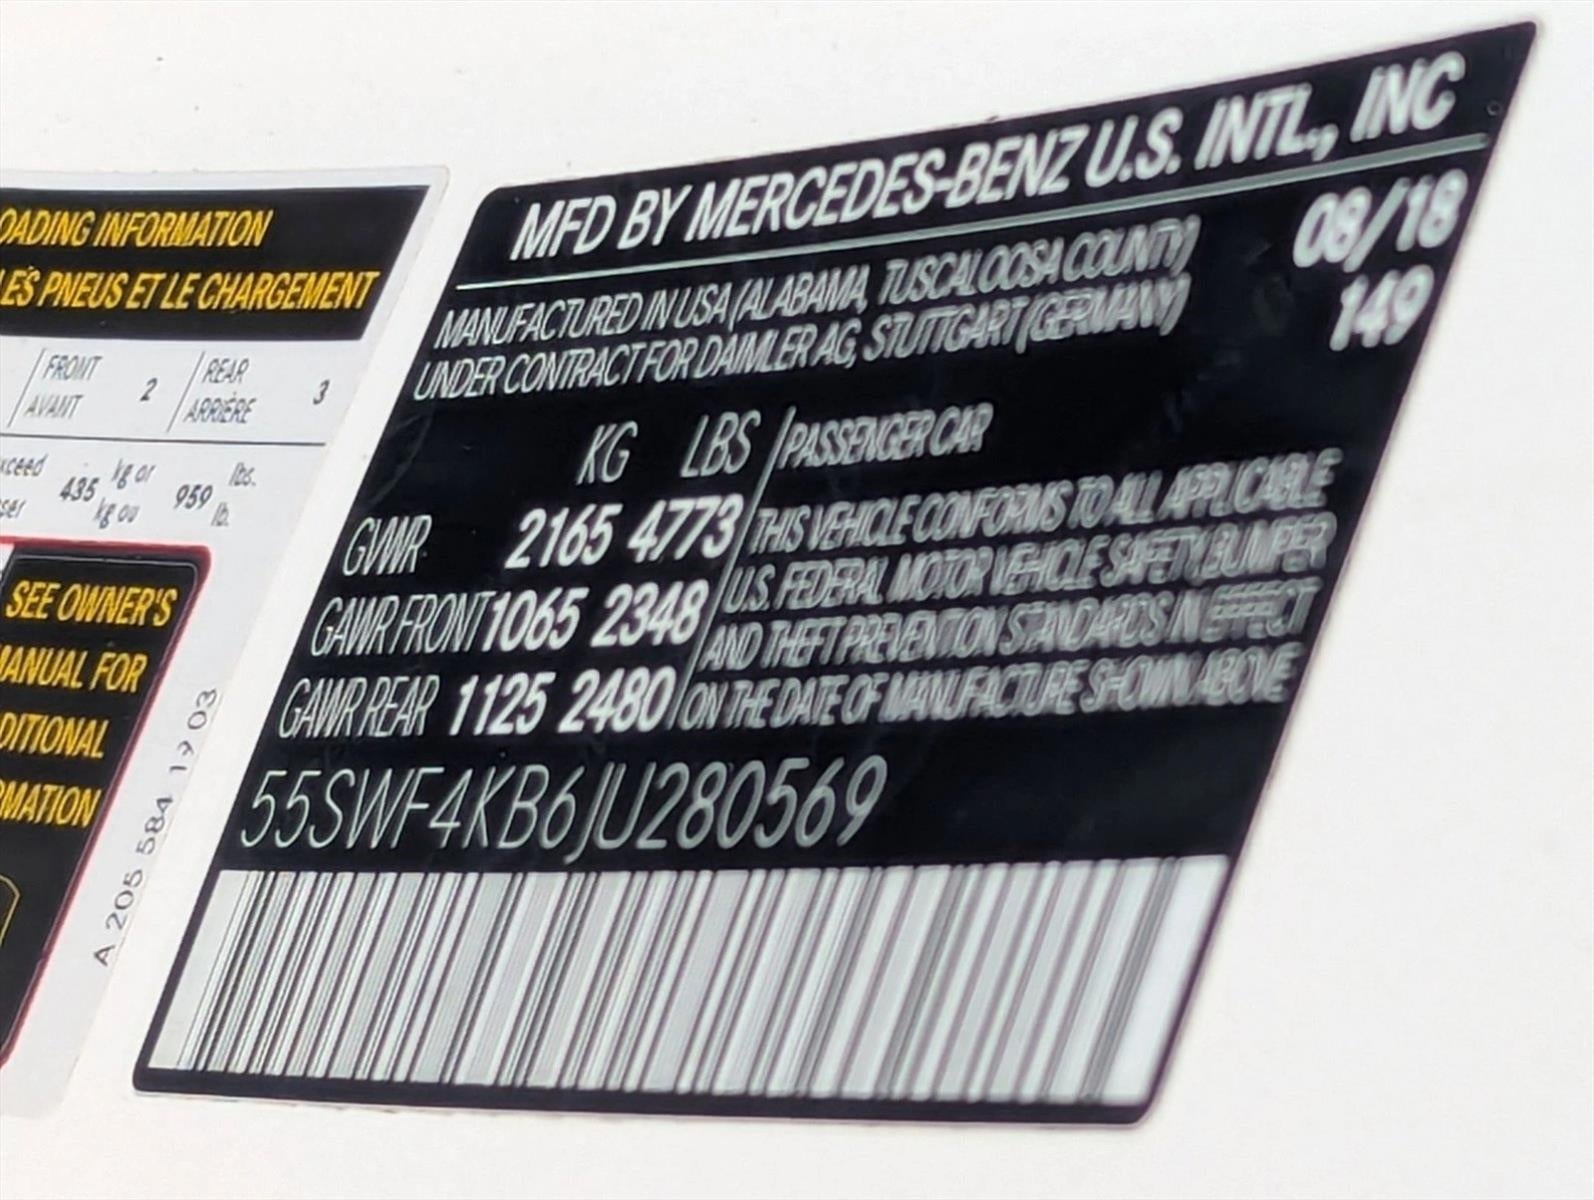 OADING INFORMATION
LES PNEUS ET LE CHARGEMENT
FRONT 2 REAR 3
AVANT ARRIÈRE
xceed 435 kg or 959 lbs.
ser kg ou lb.
SEE OWNER'S
MANUAL FOR
DITIONAL
RMATION
A 205 584 19 03
MFD BY MERCEDES-BENZ U.S. INTL., INC
MANUFACTURED IN USA (ALABAMA, TUSCALOOSA COUNTY) 08/18
UNDER CONTRACT FOR DAIMLER AG, STUTTGART (GERMANY) 149
KG LBS PASSENGER CAR
GVWR 2165 4773 THIS VEHICLE CONFORMS TO ALL APPLICABLE
GAWR FRONT 1065 2348 U.S. FEDERAL MOTOR VEHICLE SAFETY, BUMPER
AND THEFT PREVENTION STANDARDS IN EFFECT
GAWR REAR 1125 2480 ON THE DATE OF MANUFACTURE SHOWN ABOVE
55SWF4KB6JU280569